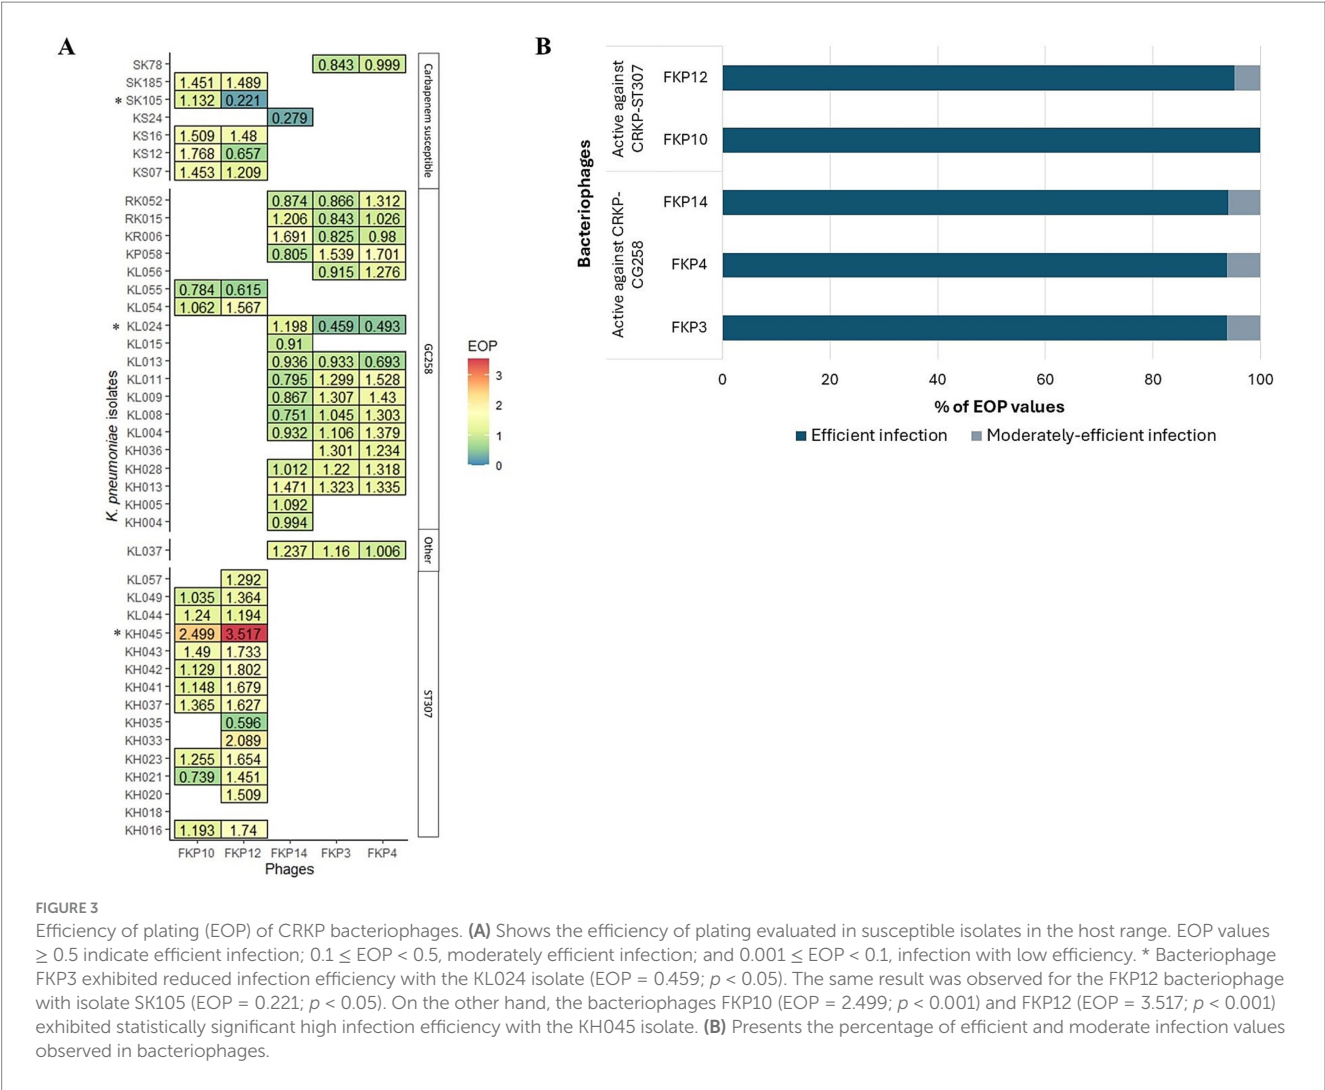 A
SK78 0.843 0.999
SK185 1.451 1.489
* SK105 1.132 0.221
KS24 0.279
KS16 1.509 1.48
KS12 1.768 0.657
KS07 1.453 1.209
Carbapenem susceptible
RK052 0.874 0.866 1.312
RK015 1.206 0.843 1.026
KR006 1.691 0.825 0.98
KP058 0.805 1.539 1.701
KL056 0.915 1.276
KL055 0.784 0.615
KL054 1.062 1.567
* KL024 1.198 0.459 0.493
KL015 0.91
KL013 0.936 0.933 0.693
KL011 0.795 1.299 1.528
KL009 0.867 1.307 1.43
KL008 0.751 1.045 1.303
KL004 0.932 1.106 1.379
KH036 1.301 1.234
KH028 1.012 1.22 1.318
KH013 1.471 1.323 1.335
KH005 1.092
KH004 0.994
GC258
KL037 1.237 1.16 1.006
Other
KL057 1.292
KL049 1.035 1.364
KL044 1.24 1.194
* KH045 2.499 3.517
KH043 1.49 1.733
KH042 1.129 1.802
KH041 1.148 1.679
KH037 1.365 1.627
KH035 0.596
KH033 2.089
KH023 1.255 1.654
KH021 0.739 1.451
KH020 1.509
KH018
KH016 1.193 1.74
ST307
K. pneumoniae isolates
FKP10 FKP12 FKP14 FKP3 FKP4
Phages
EOP
3
2
1
0
B
Bacteriophages
Active against
CRKP-ST307
Active against CRKP-
CG258
FKP12
FKP10
FKP14
FKP4
FKP3
0 20 40 60 80 100
% of EOP values
Efficient infection Moderately-efficient infection
FIGURE 3
Efficiency of plating (EOP) of CRKP bacteriophages. (A) Shows the efficiency of plating evaluated in susceptible isolates in the host range. EOP values
≥ 0.5 indicate efficient infection; 0.1 ≤ EOP < 0.5, moderately efficient infection; and 0.001 ≤ EOP < 0.1, infection with low efficiency. * Bacteriophage
FKP3 exhibited reduced infection efficiency with the KL024 isolate (EOP = 0.459; p < 0.05). The same result was observed for the FKP12 bacteriophage
with isolate SK105 (EOP = 0.221; p < 0.05). On the other hand, the bacteriophages FKP10 (EOP = 2.499; p < 0.001) and FKP12 (EOP = 3.517; p < 0.001)
exhibited statistically significant high infection efficiency with the KH045 isolate. (B) Presents the percentage of efficient and moderate infection values
observed in bacteriophages.